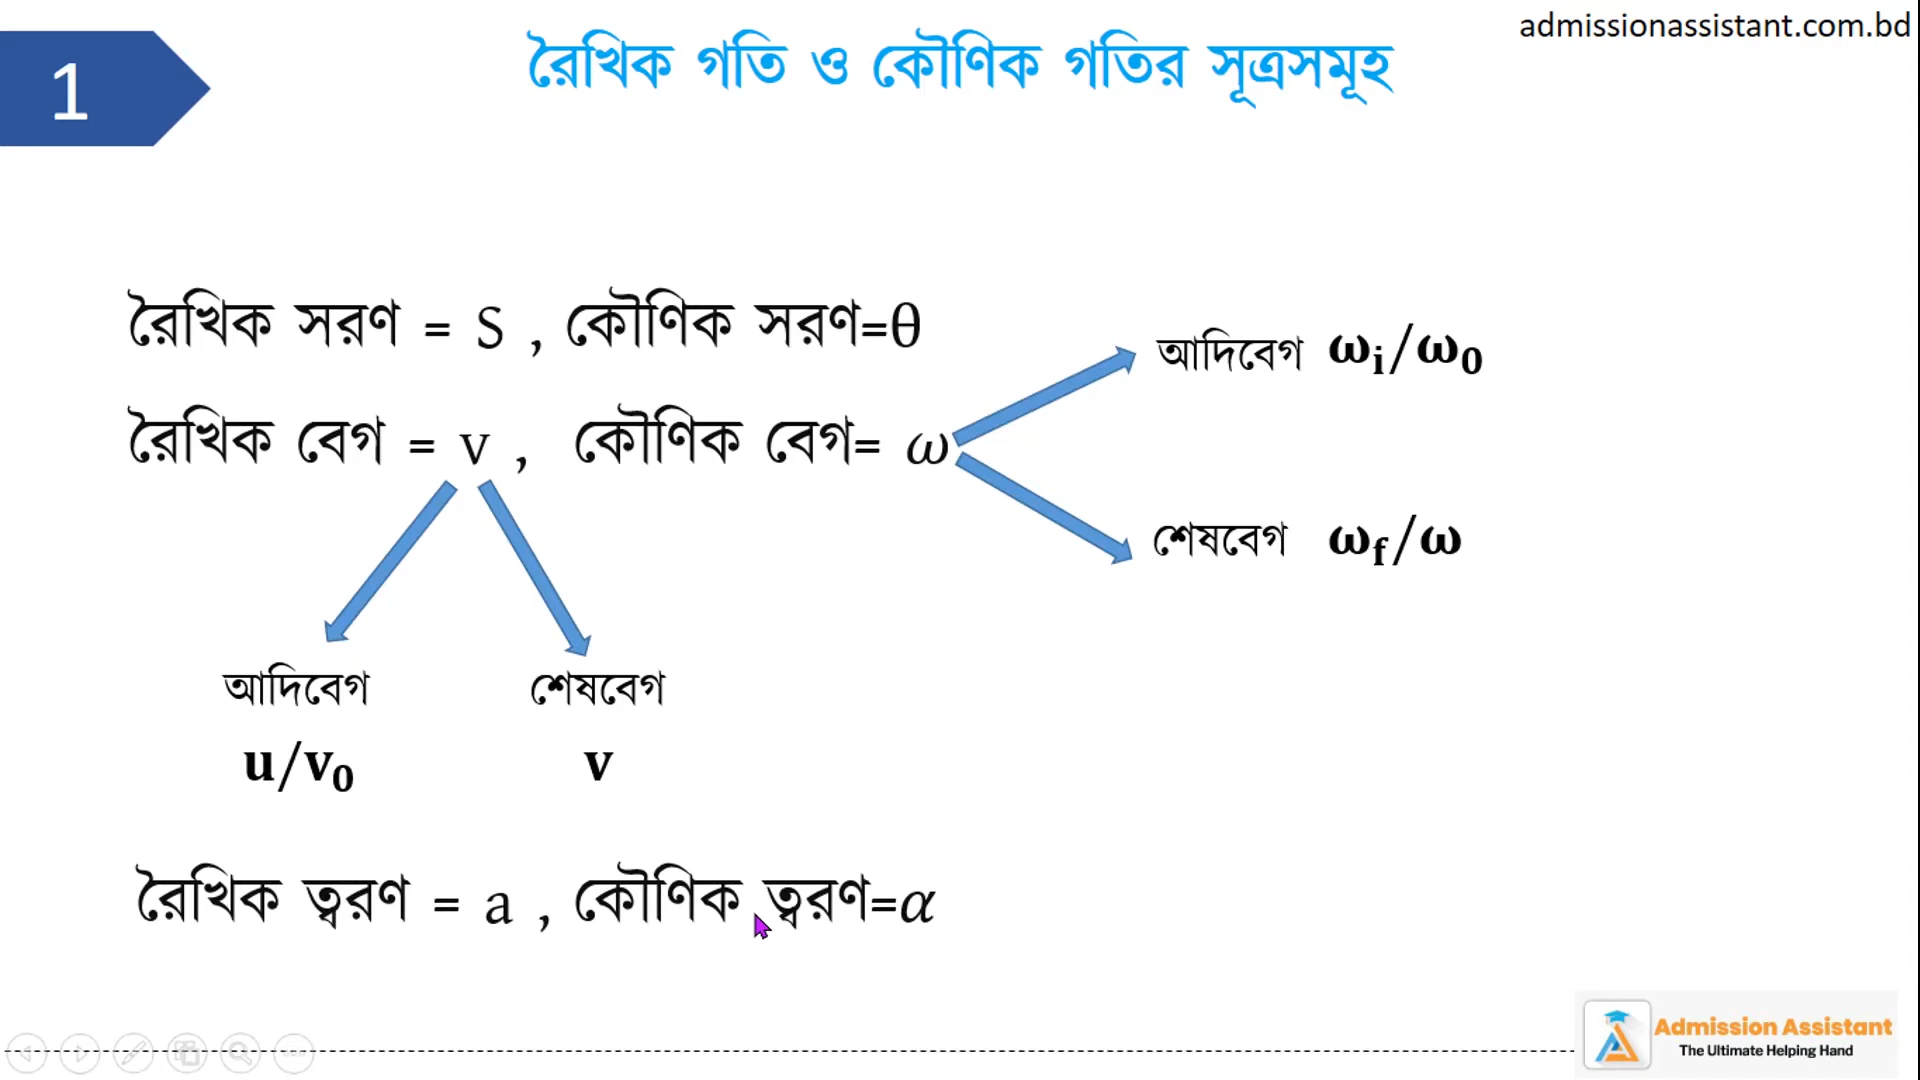 admissionassistant.com.bd
1
রৈখিক গতি ও কৌণিক গতির সূত্রসমূহ
রৈখিক সরণ = S , কৌণিক সরণ=θ
আদিবেগ ωᵢ/ω₀
রৈখিক বেগ = v , কৌণিক বেগ= ω
শেষবেগ ω_f/ω
আদিবেগ শেষবেগ
u/v₀ v
রৈখিক ত্বরণ = a , কৌণিক ত্বরণ=α
Admission Assistant
The Ultimate Helping Hand